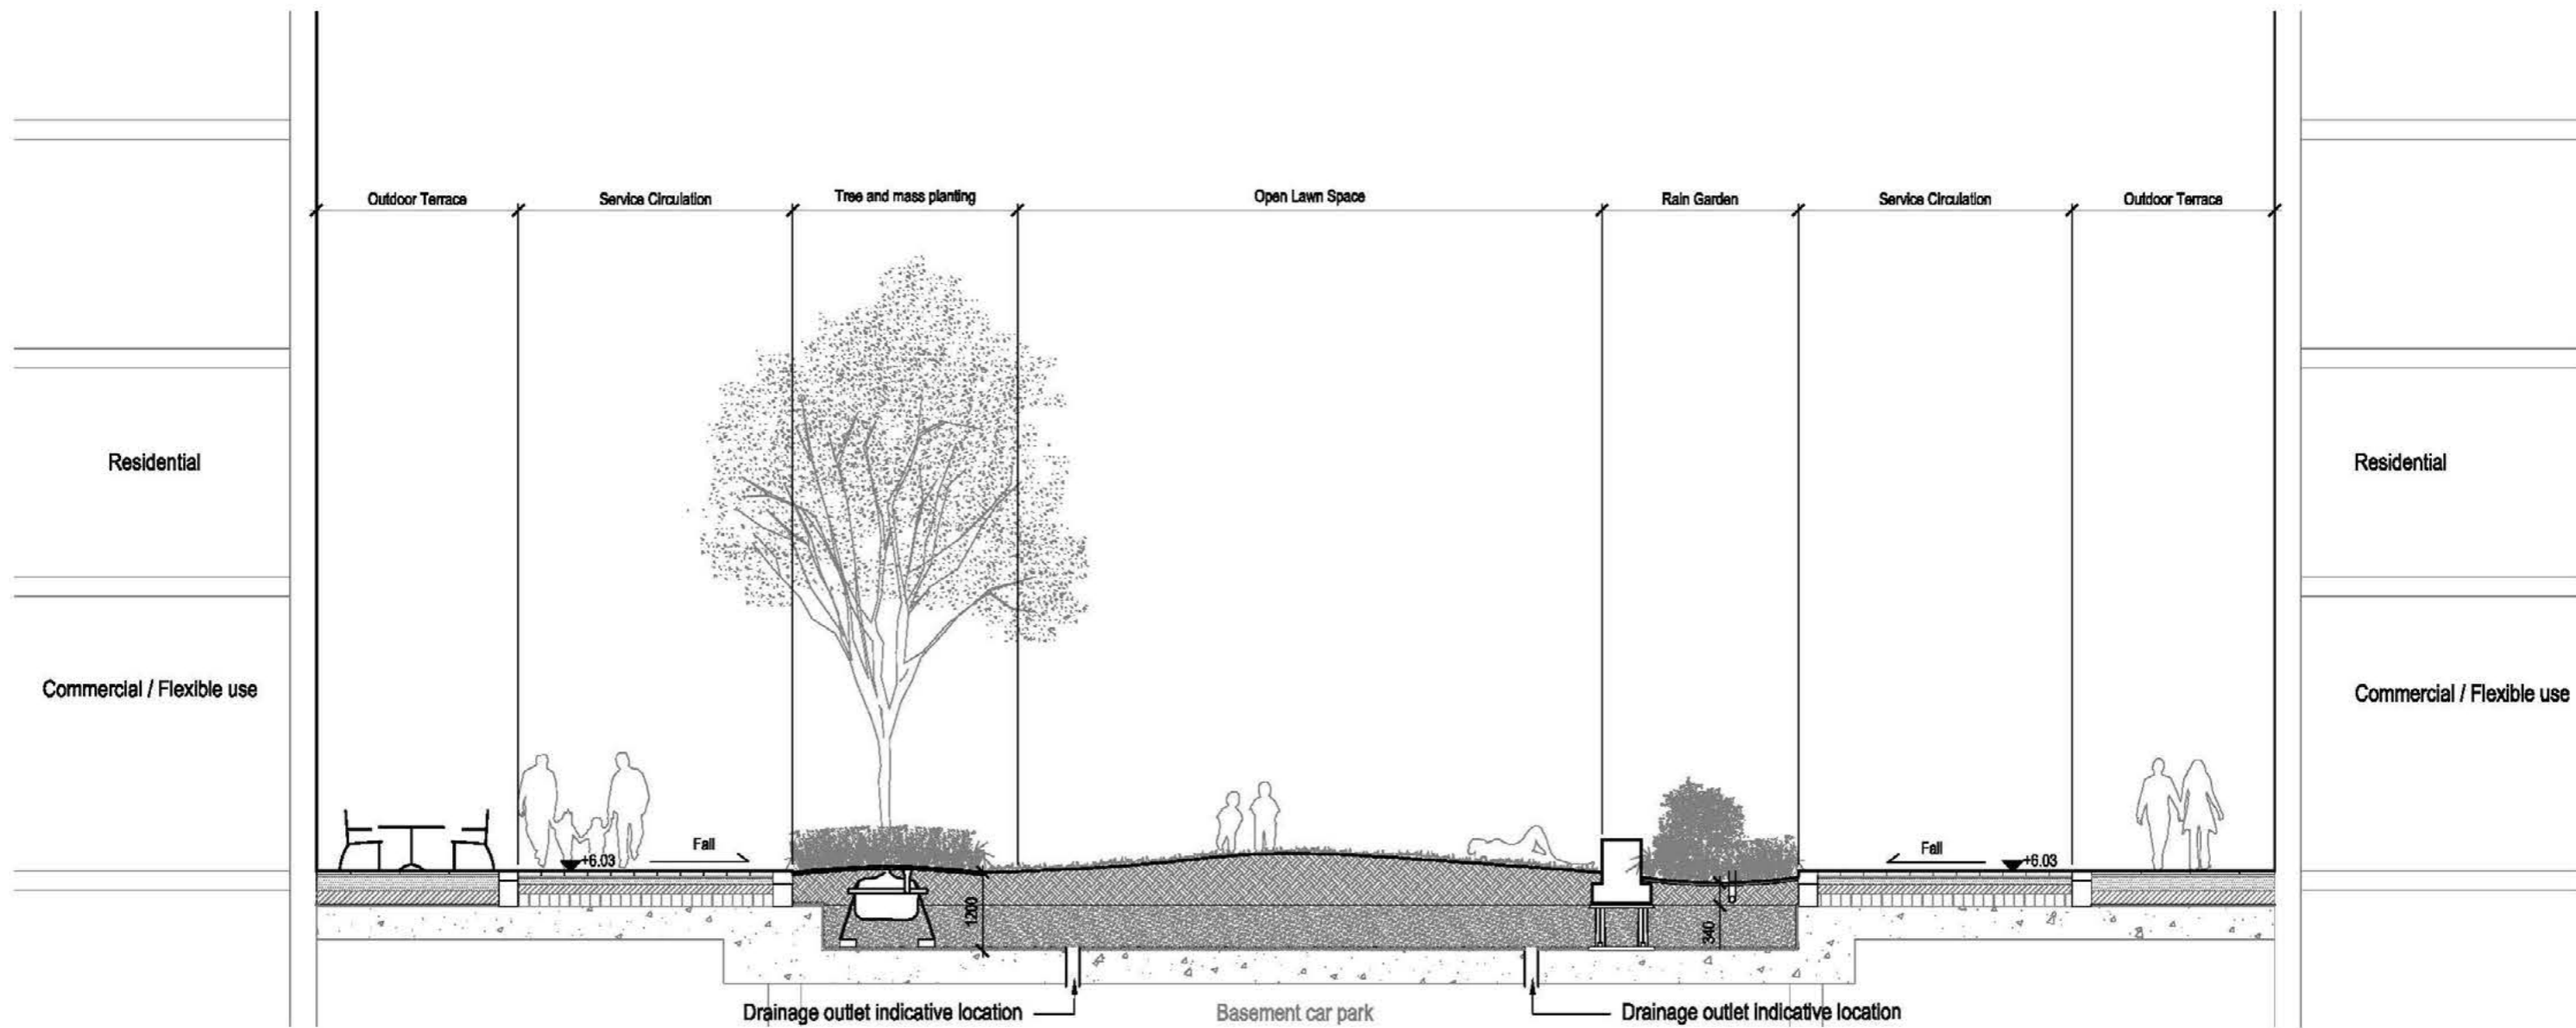 Outdoor Terrace
Service Circulation
Tree and mass planting
Open Lawn Space
Rain Garden
Service Circulation
Outdoor Terrace
Residential
Residential
Commercial / Flexible use
Commercial / Flexible use
+6.03
Fall
Fall
+6.03
1200
340
Drainage outlet indicative location
Basement car park
Drainage outlet indicative location